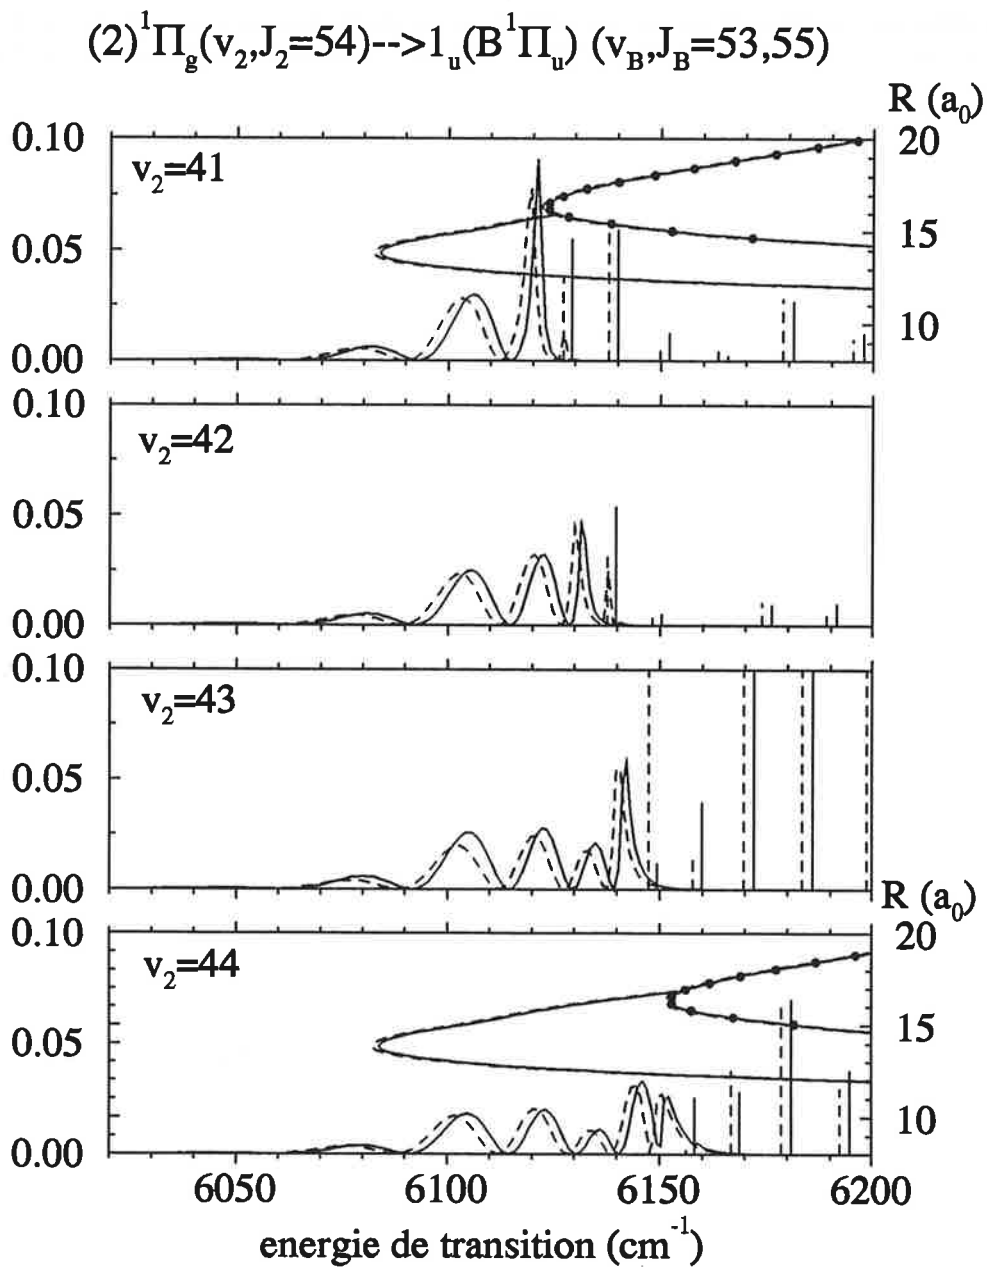 (2)¹Πg(v₂,J₂=54)-->1ᵤ(B¹Πᵤ) (v_B,J_B=53,55)
R (a₀)
0.10
v₂=41
20
0.05
15
0.00
10
0.10
v₂=42
0.05
0.00
0.10
v₂=43
0.05
0.00
R (a₀)
0.10
v₂=44
20
0.05
15
0.00
10
6050 6100 6150 6200
energie de transition (cm⁻¹)